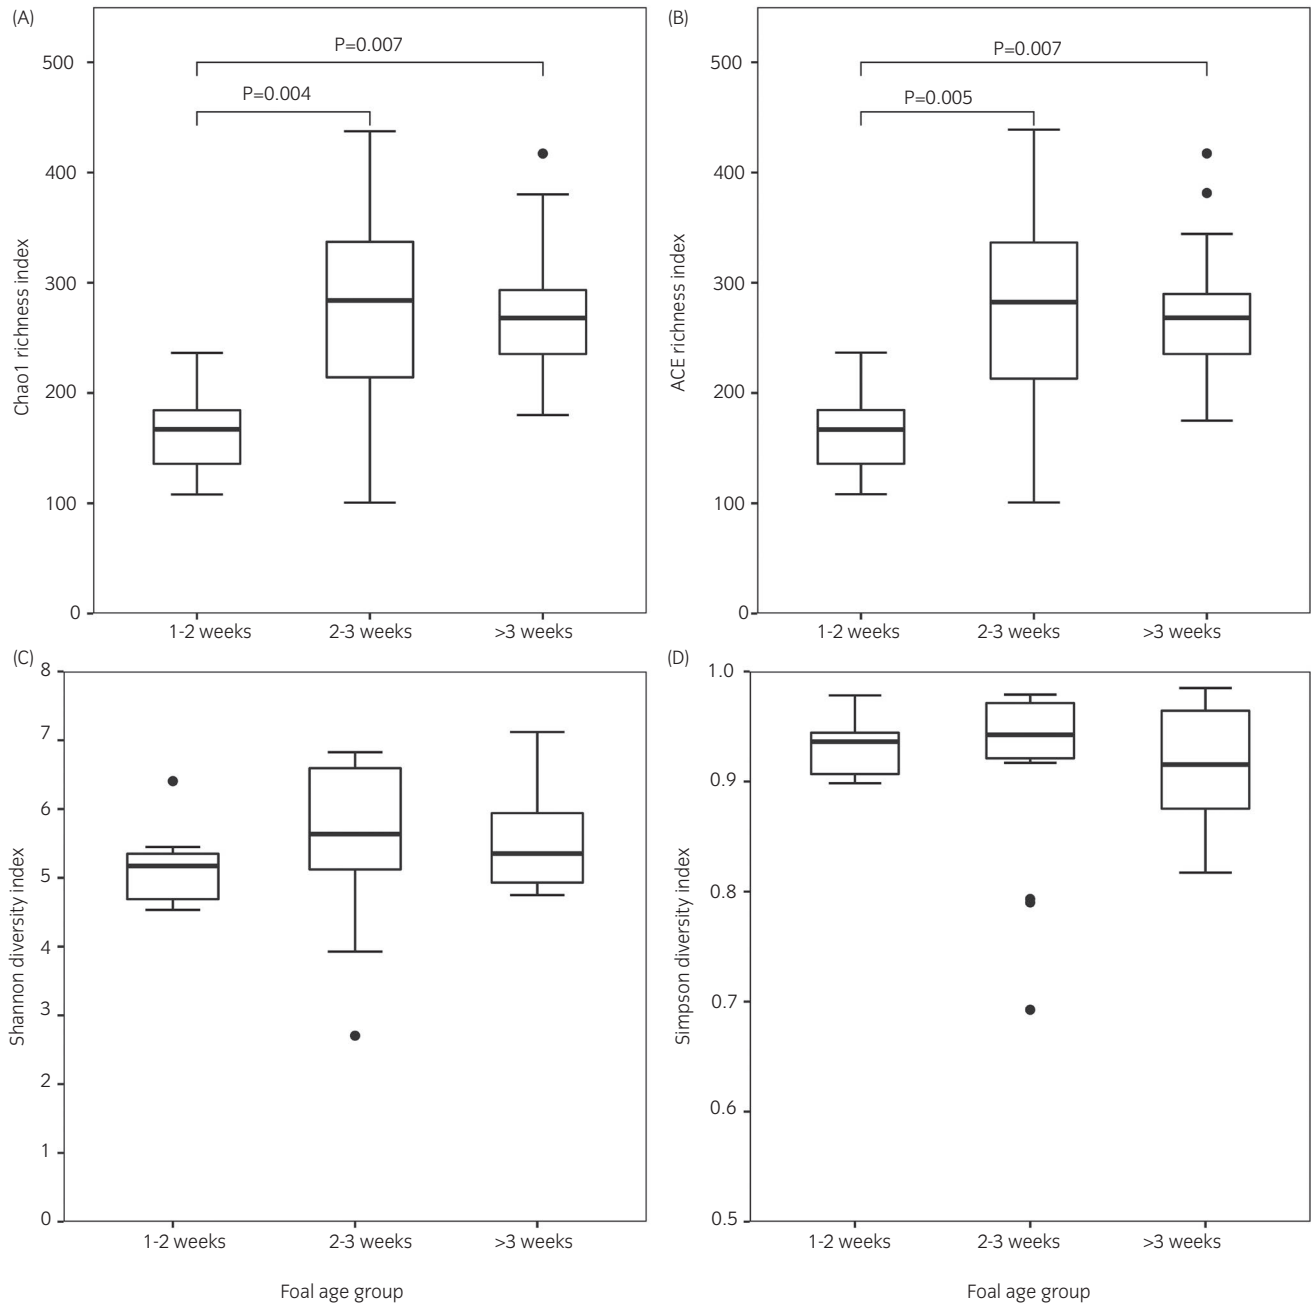 (A)
P=0.007
P=0.004
500
400
300
200
100
0
Chao1 richness index
1-2 weeks 2-3 weeks >3 weeks
(B)
P=0.007
P=0.005
500
400
300
200
100
0
ACE richness index
1-2 weeks 2-3 weeks >3 weeks
(C)
8
7
6
5
4
3
2
1
0
Shannon diversity index
1-2 weeks 2-3 weeks >3 weeks
Foal age group
(D)
1.0
0.9
0.8
0.7
0.6
0.5
Simpson diversity index
1-2 weeks 2-3 weeks >3 weeks
Foal age group